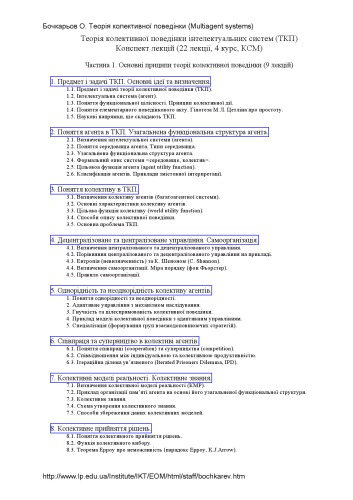 Бочкарьов О. Теорія колективної поведінки (Multiagent systems)
Теорія колективної поведінки інтелектуальних систем (ТКП)
Конспект лекцій (22 лекції, 4 курс, КСМ)
Частина 1. Основні принципи теорії колективної поведінки (9 лекцій)
1. Предмет і задачі ТКП. Основні ідеї та визначення.
1.1. Предмет і задачі теорії колективної поведінки (ТКП).
1.2. Інтелектуальна система (агент).
1.3. Поняття функціональної цілісності. Принципи колективної дії.
1.4. Поняття елементарного поведінкового акту. Гіпотеза М.Л. Цетліна про простоту.
1.5. Наукові напрямки, що складають ТКП.
2. Поняття агента в ТКП. Узагальнена функціональна структура агента.
2.1. Визначення інтелектуальної системи (агента).
2.2. Поняття середовища агента. Типи середовища.
2.3. Узагальнена функціональна структура агента.
2.4. Формальний опис системи «середовище, колектив».
2.5. Цільова функція агента (agent utility function).
2.6. Класифікація агентів. Приклади змістовної інтерпретації.
3. Поняття колективу в ТКП.
3.1. Визначення колективу агентів (багатоагентної системи).
3.2. Основні характеристики колективу агентів.
3.3. Цільова функція колективу (world utility function).
3.4. Способи опису колективної поведінки
3.5. Основна проблема ТКП.
4. Децентралізоване та централізоване управління. Самоорганізація.
4.1. Визначення централізованого та децентралізованого управління.
4.2. Порівняння централізованого та децентралізованого управління на прикладі.
4.3. Ентропія (невизначеність) за К. Шеноном (C. Shannon).
4.4. Визначення самоорганізації. Міра порядку (фон Фьорстер).
4.5. Правило самоорганізації.
5. Однорідність та неоднорідність колективу агентів.
1. Поняття однорідності та неоднорідності.
2. Адаптивне управління з механізмом наслідування.
3. Гнучкість та цілеспрямованість колективної поведінки.
4. Приклад моделі колективної поведінки з адаптивним управлінням.
5. Спеціалізація (формування груп взаємодоповнюючих стратегій).
6. Співпраця та суперництво в колективі агентів.
6.1. Поняття співпраці (cooperation) та суперництва (competition).
6.2. Співвідношення між індивідуальною та колективною продуктивністю.
6.3. Ітераційна дилема ув'язненого (Iterated Prisoners Dilemma, IPD).
7. Колективні моделі реальності. Колективне знання.
7.1. Визначення колективної моделі реальності (КМР).
7.2. Приклад організації пам'яті агента на основі його узагальненої функціональної структури.
7.3. Колективне знання.
7.4. Схема утворення колективного знання.
7.5. Способи збереження даних колективних моделей.
8. Колективне прийняття рішень.
8.1. Поняття колективного прийняття рішень.
8.2. Функція колективного вибору.
8.3. Теорема Ерроу про неможливість (парадокс Ерроу, K.J.Arrow).
http://www.lp.edu.ua/Institute/IKT/EOM/html/staff/bochkarev.htm